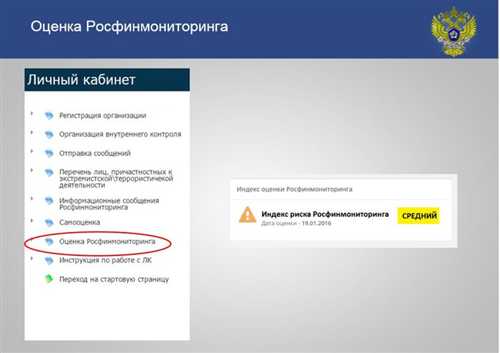 Оценка Росфинмониторинга
Личный кабинет
Регистрация организации
Организация внутреннего контроля
Отправка сообщений
Перечень лиц, причастностных к
экстремистской\террористичекой
деятельности
Информационные сообщения
Росфинмониторинга
Самооценка
Оценка Росфинмониторинга
Инструкция по работе с ЛК
Переход на стартовую страницу
Индекс оценки Росфинмониторинга
Индекс риска Росфинмониторинга
СРЕДНИЙ
Дата оценки - 19.01.2016